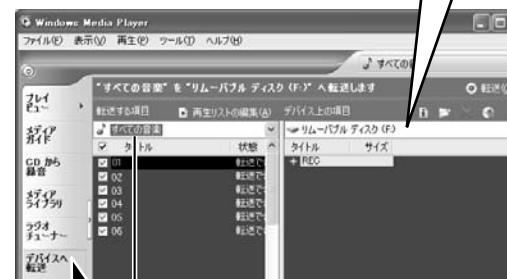 Windows Media Player
ファイル(F) 表示(V) 再生(P) ツール(T) ヘルプ(H)
すべての音
"すべての音楽" を "リムーバブル ディスク (F:)" へ転送します
転送
転送する項目 再生リストの編集(A) デバイス上の項目
すべての音楽 リムーバブル ディスク (F:)
タイトル 状態 タイトル サイズ
01 転送で
02 転送で
03 転送で
04 転送で
05 転送で
06 転送で
REC
プレイ
ビュー
メディア
ガイド
CD から
録音
メディア
ライブラリ
ラジオ
チューナー
デバイスへ
転送